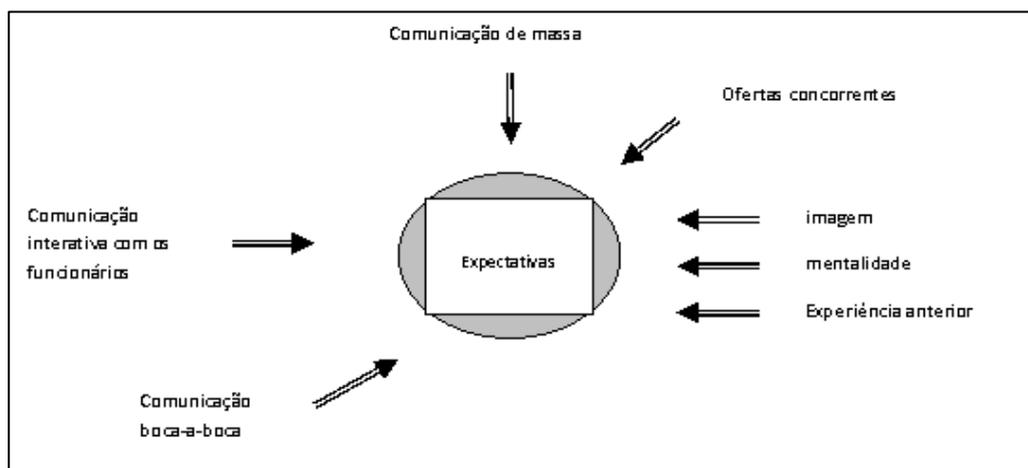 Comunicação de massa
Ofertas concorrentes
Comunicação
interativa com os
funcionários
Expectativas
imagem
mentalidade
Experiência anterior
Comunicação
boca-a-boca